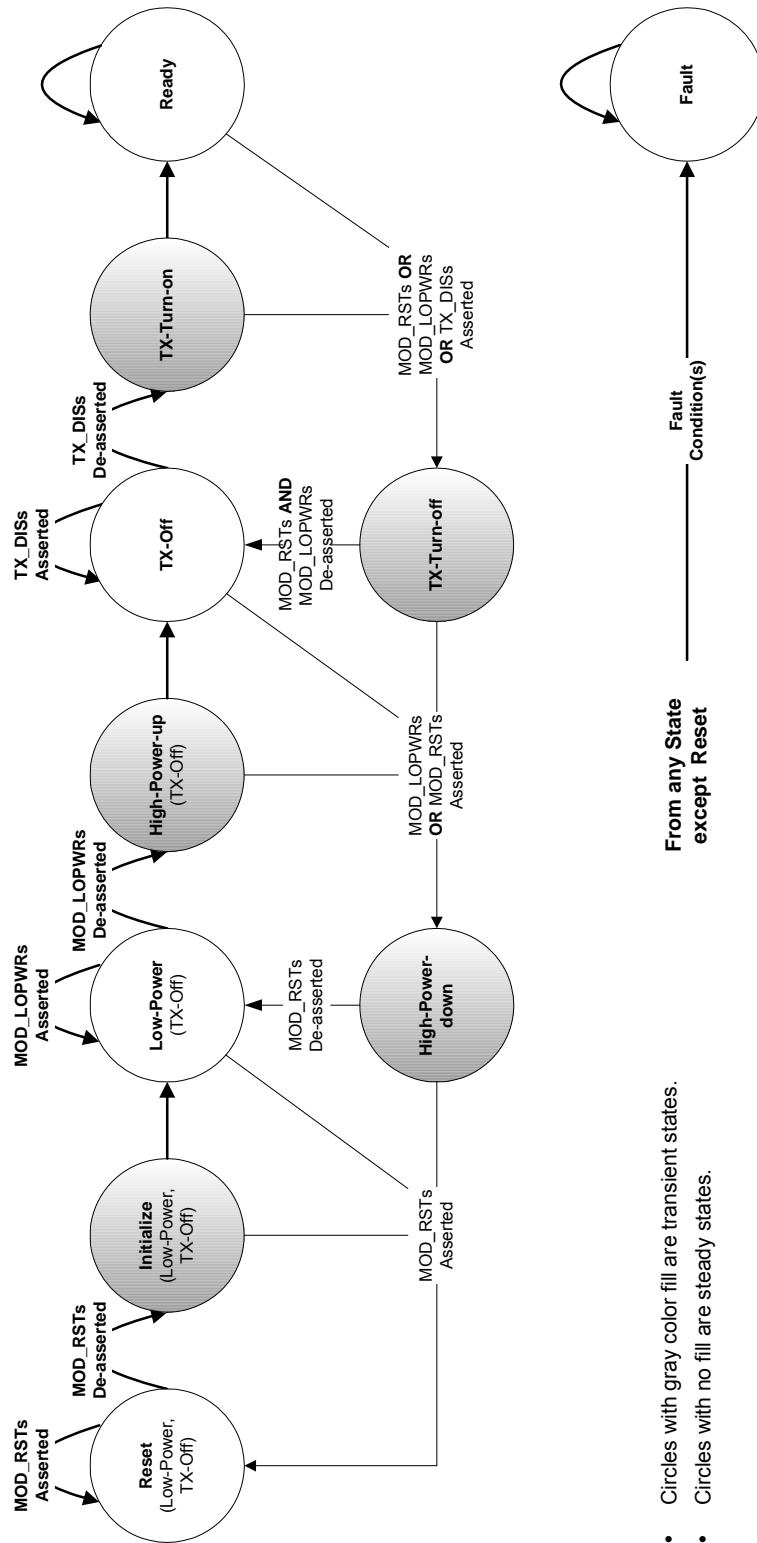 MOD_RSTs
Asserted
MOD_RSTs
De-asserted
MOD_LOPWRs
Asserted
MOD_LOPWRs
De-asserted
TX_DISs
Asserted
TX_DISs
De-asserted
Reset
(Low-Power,
TX-Off)
Initialize
(Low-Power,
TX-Off)
Low-Power
(TX-Off)
High-Power-up
(TX-Off)
TX-Off
TX-Turn-on
Ready
MOD_RSTs
De-asserted
MOD_RSTs AND
MOD_LOPWRs
De-asserted
MOD_RSTs
Asserted
High-Power-
down
MOD_LOPWRs
OR MOD_RSTs
Asserted
TX-Turn-off
MOD_RSTs OR
MOD_LOPWRs
OR TX_DISs
Asserted
From any State
except Reset
Fault
Condition(s)
Fault
• Circles with gray color fill are transient states.
• Circles with no fill are steady states.